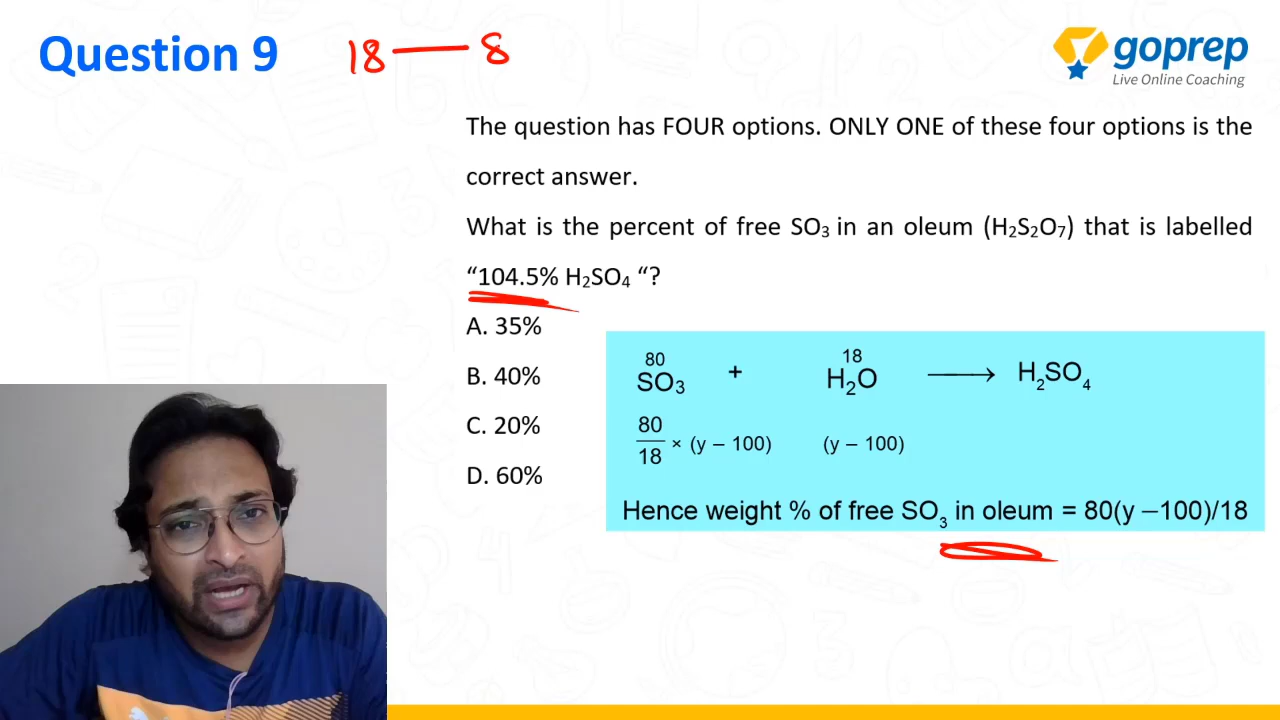 Question 9
18 — 8
goprep
Live Online Coaching
The question has FOUR options. ONLY ONE of these four options is the
correct answer.
What is the percent of free SO₃ in an oleum (H₂S₂O₇) that is labelled
“104.5% H₂SO₄ “?
A. 35%
B. 40%
C. 20%
D. 60%
80 18
SO₃ + H₂O ⟶ H₂SO₄
80/18 × (y – 100) (y – 100)
Hence weight % of free SO₃ in oleum = 80(y –100)/18